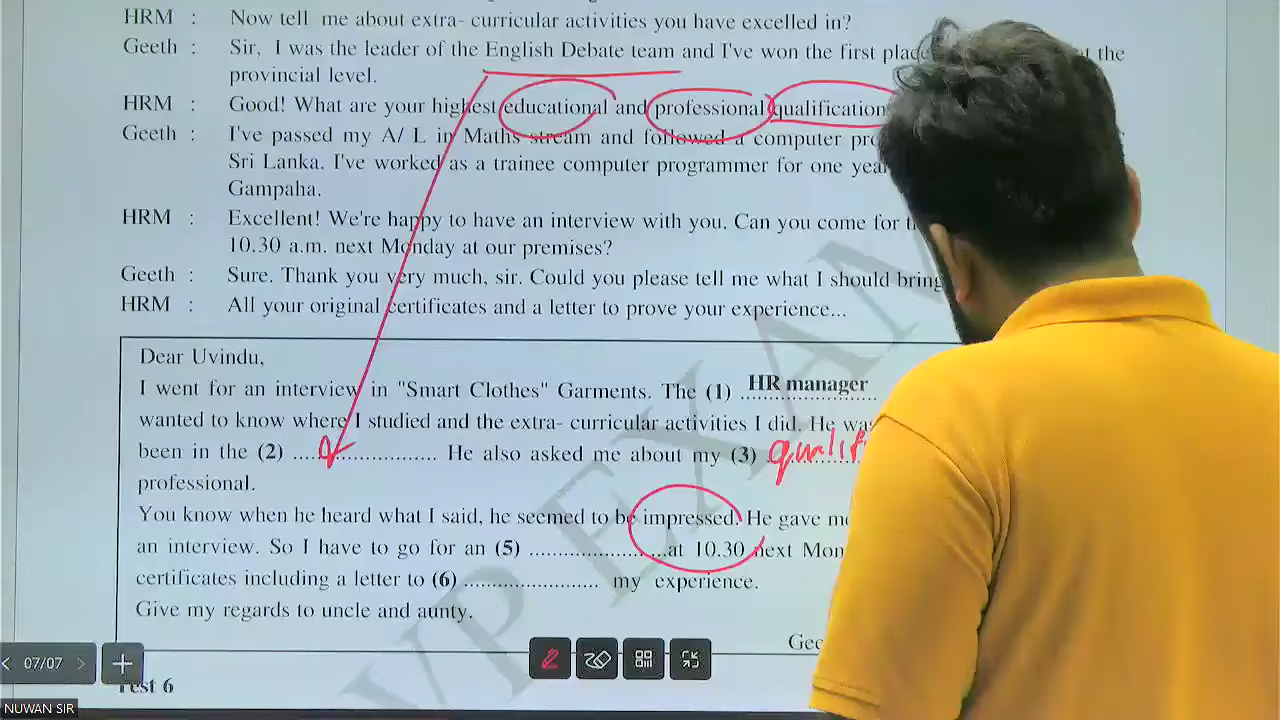 HRM : Now tell me about extra- curricular activities you have excelled in?
Geeth : Sir, I was the leader of the English Debate team and I've won the first place at the
provincial level.
HRM : Good! What are your highest educational and professional qualification
Geeth : I've passed my A/ L in Maths stream and followed a computer
Sri Lanka. I've worked as a trainee computer programmer for one year
Gampaha.
HRM : Excellent! We're happy to have an interview with you. Can you come for
10.30 a.m. next Monday at our premises?
Geeth : Sure. Thank you very much, sir. Could you please tell me what I should bring
HRM : All your original certificates and a letter to prove your experience...
Dear Uvindu,
I went for an interview in "Smart Clothes" Garments. The (1) HR manager
wanted to know where I studied and the extra- curricular activities I did. He
been in the (2) ........................ He also asked me about my (3) qualif
professional.
You know when he heard what I said, he seemed to be impressed. He gave me
an interview. So I have to go for an (5) ........................at 10.30 next Mon
certificates including a letter to (6) ....................... my experience.
Give my regards to uncle and aunty.
Gee
VP EXAM
07/07
Test 6
NUWAN SIR